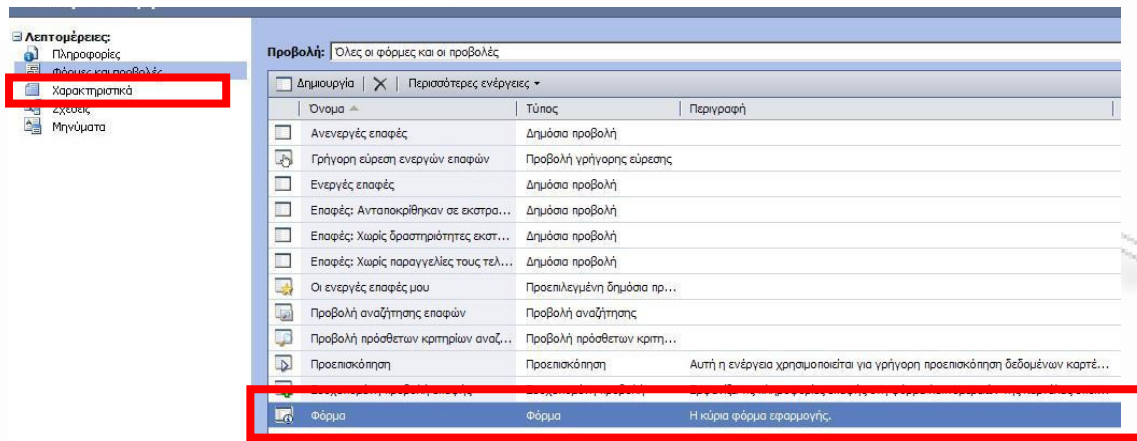 Λεπτομέρειες:
Πληροφορίες
Φόρμες και προβολές
Χαρακτηριστικά
Σχέσεις
Μηνύματα
Προβολή: Όλες οι φόρμες και οι προβολές
Δημιουργία | Περισσότερες ενέργειες
Όνομα Τύπος Περιγραφή
Ανενεργές επαφές Δημόσια προβολή
Γρήγορη εύρεση ενεργών επαφών Προβολή γρήγορης εύρεσης
Ενεργές επαφές Δημόσια προβολή
Επαφές: Ανταποκρίθηκαν σε εκστρα... Δημόσια προβολή
Επαφές: Χωρίς δραστηριότητες εκστ... Δημόσια προβολή
Επαφές: Χωρίς παραγγελίες τους τελ... Δημόσια προβολή
Οι ενεργές επαφές μου Προεπιλεγμένη δημόσια πρ...
Προβολή αναζήτησης επαφών Προβολή αναζήτησης
Προβολή πρόσθετων κριτηρίων αναζ... Προβολή πρόσθετων κριτη...
Προεπισκόπηση Προεπισκόπηση Αυτή η ενέργεια χρησιμοποιείται για γρήγορη προεπισκόπηση δεδομένων καρτέ...
Φόρμα Φόρμα Η κύρια φόρμα εφαρμογής.